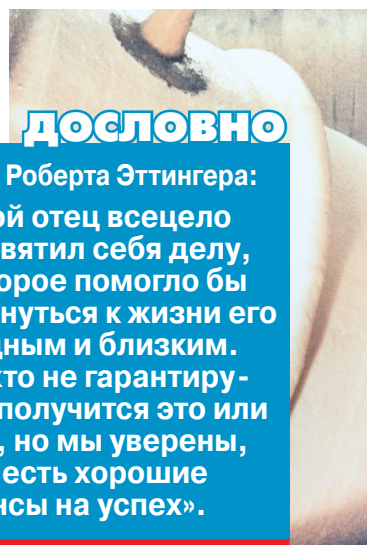 ДОСЛОВНО
Роберта Эттингера:
ой отец всецело
вятил себя делу,
орое помогло бы
нуться к жизни его
ным и близким.
кто не гарантиру-
получится это или
, но мы уверены,
есть хорошие
нсы на успех».